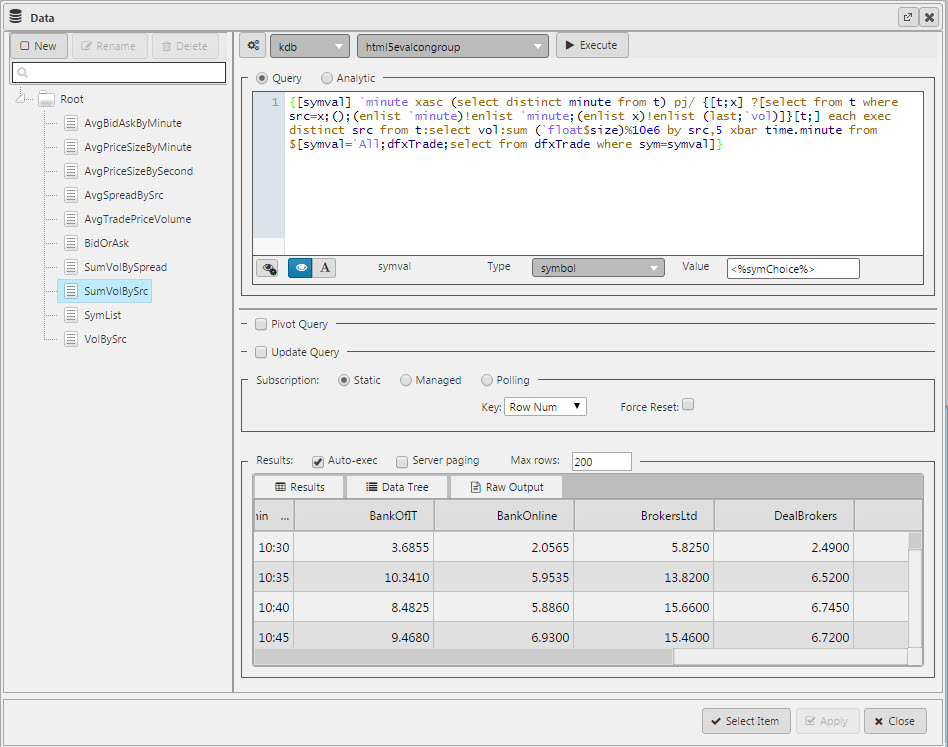 Data
New Rename Delete
kdb html5evalcongroup Execute
Root
AvgBidAskByMinute
AvgPriceSizeByMinute
AvgPriceSizeBySecond
AvgSpreadBySrc
AvgTradePriceVolume
BidOrAsk
SumVolBySpread
SumVolBySrc
SymList
VolBySrc
Query Analytic
1 {[symval] `minute xasc (select distinct minute from t) pj/ {[t;x] ?[select from t where
src=x;();(enlist `minute)!enlist `minute;(enlist x)!enlist (last;`vol)]}[t;] each exec
distinct src from t:select vol:sum (`float$size)%10e6 by src,5 xbar time.minute from
$[symval=`All;dfxTrade;select from dfxTrade where sym=symval]}
A symval Type symbol Value <%symChoice%>
Pivot Query
Update Query
Subscription: Static Managed Polling
Key: Row Num Force Reset:
Results: Auto-exec Server paging Max rows: 200
Results Data Tree Raw Output
min ... BankOfIT BankOnline BrokersLtd DealBrokers
10:30 3.6855 2.0565 5.8250 2.4900
10:35 10.3410 5.9535 13.8200 6.5200
10:40 8.4825 5.8860 15.6600 6.7450
10:45 9.4680 6.9300 15.4600 6.7200
Select Item Apply Close